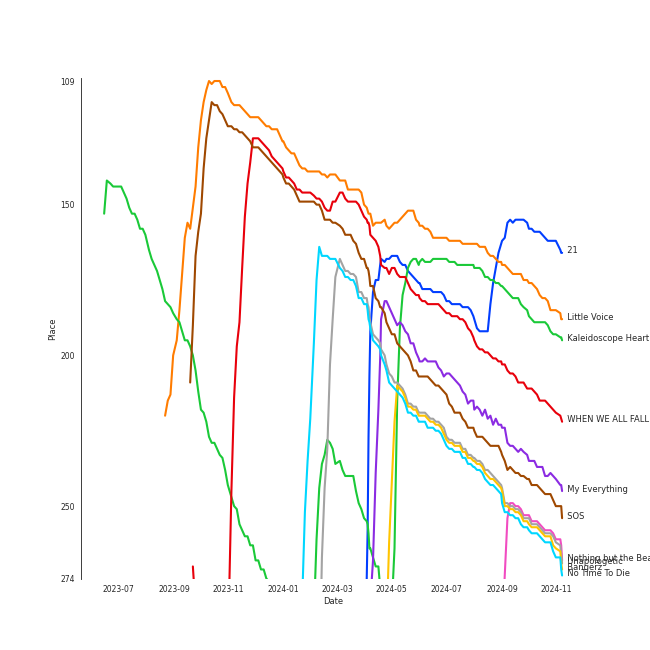 109
150
200
250
274
Place
2023-07
2023-09
2023-11
2024-01
2024-03
2024-05
2024-07
2024-09
2024-11
Date
21
Little Voice
Kaleidoscope Heart
WHEN WE ALL FALL
My Everything
SOS
Nothing but the Bea
Unapologetic
Bangerz
No Time To Die